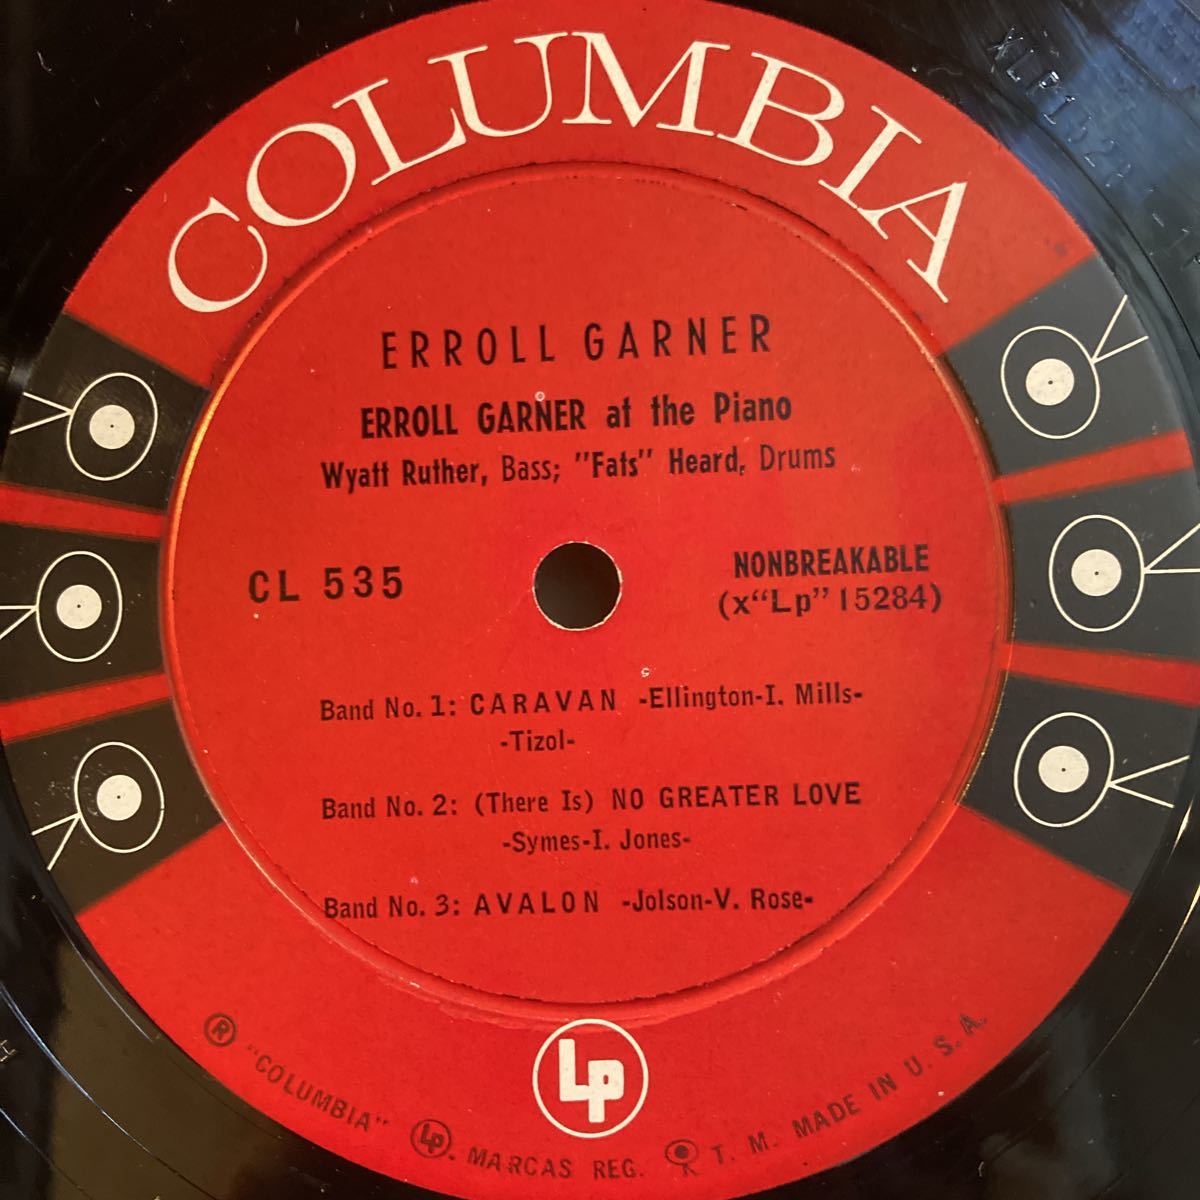 COLUMBIA
ERROLL GARNER
ERROLL GARNER at the Piano
Wyatt Ruther, Bass; "Fats" Heard, Drums
CL 535
NONBREAKABLE
(x“Lp” 15284)
Band No. 1: CARAVAN -Ellington-I. Mills-
-Tizol-
Band No. 2: (There Is) NO GREATER LOVE
-Symes-I. Jones-
Band No. 3: AVALON -Jolson-V. Rose-
Lp
® "COLUMBIA" Lp. MARCAS REG. T. M. MADE IN U. S. A.